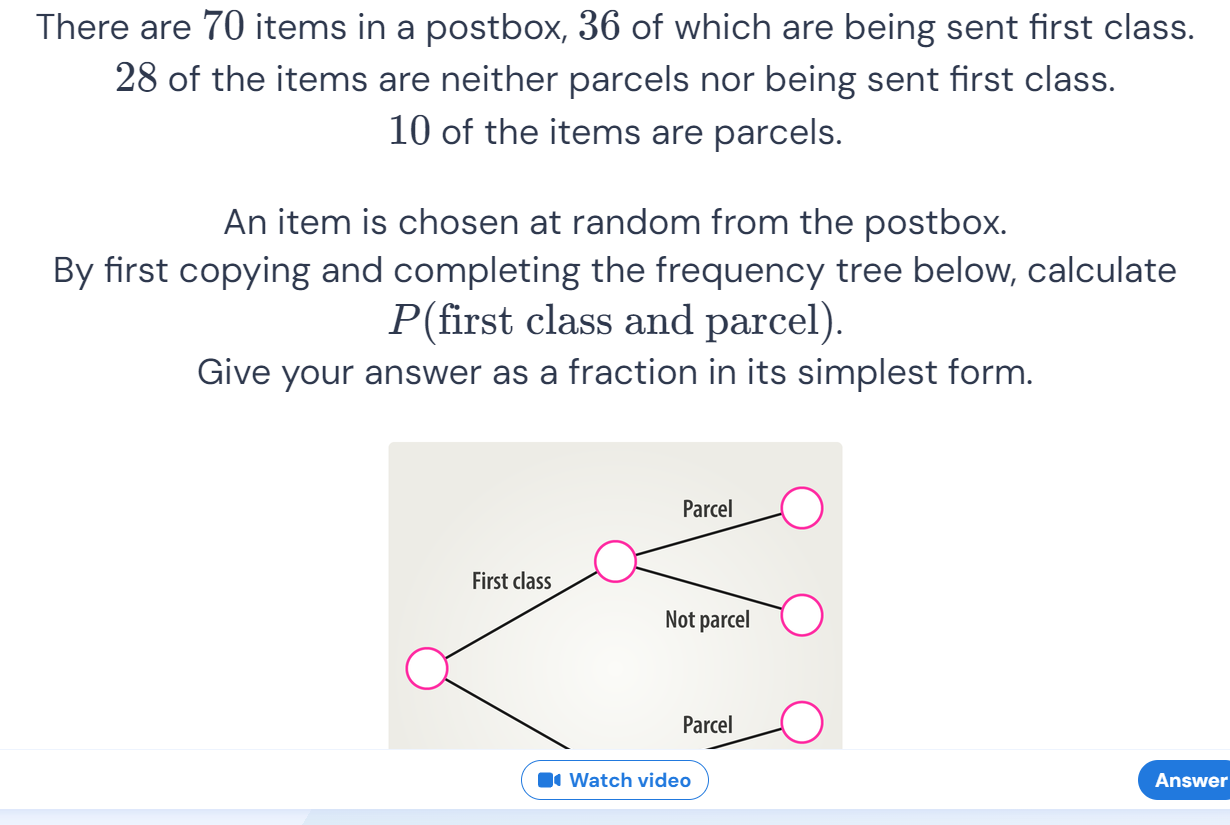 There are 70 items in a postbox, 36 of which are being sent first class.
28 of the items are neither parcels nor being sent first class.
10 of the items are parcels.
An item is chosen at random from the postbox.
By first copying and completing the frequency tree below, calculate
P(first class and parcel).
Give your answer as a fraction in its simplest form.
Parcel
First class
Not parcel
Parcel
Watch video
Answer